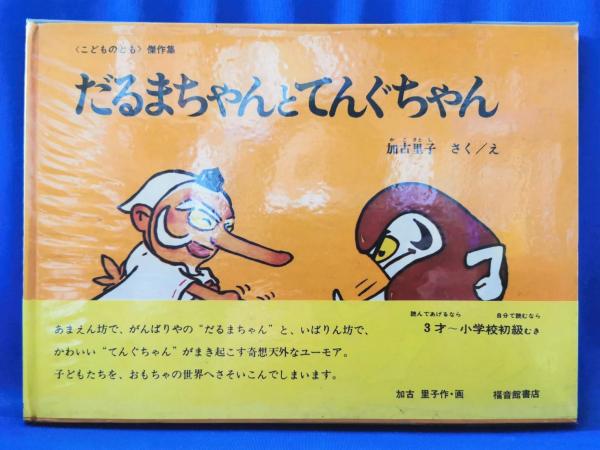 〈こどものとも〉傑作集
だるまちゃんとてんぐちゃん
かこさとし
加古里子 さく/え
あまえん坊で、がんばりやの“だるまちゃん”と、いばりん坊で、
かわいい“てんぐちゃん”がまき起こす奇想天外なユーモア。
子どもたちを、おもちゃの世界へさそいこんでしまいます。
読んであげるなら 自分で読むなら
3才～小学校初級むき
加古 里子作・画 福音館書店